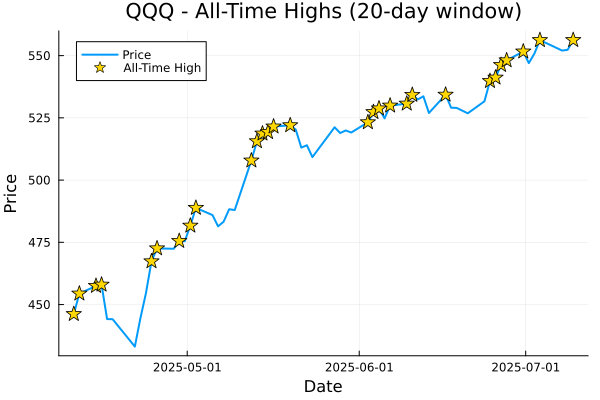 QQQ - All-Time Highs (20-day window)
Price
All-Time High
550
525
500
475
450
Price
2025-05-01
2025-06-01
2025-07-01
Date